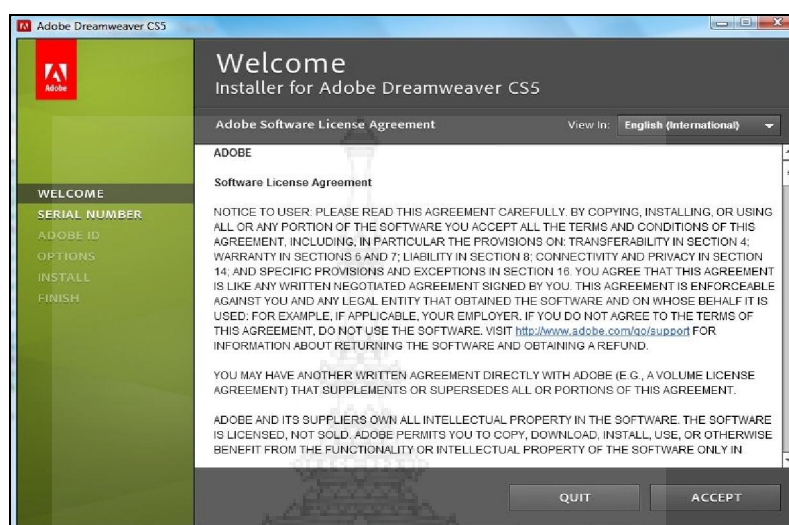 Adobe Dreamweaver CS5
Adobe
Welcome
Installer for Adobe Dreamweaver CS5
Adobe Software License Agreement
View In: English (International)
WELCOME
SERIAL NUMBER
ADOBE ID
OPTIONS
INSTALL
FINISH
ADOBE
Software License Agreement
NOTICE TO USER: PLEASE READ THIS AGREEMENT CAREFULLY. BY COPYING, INSTALLING, OR USING
ALL OR ANY PORTION OF THE SOFTWARE YOU ACCEPT ALL THE TERMS AND CONDITIONS OF THIS
AGREEMENT, INCLUDING, IN PARTICULAR THE PROVISIONS ON: TRANSFERABILITY IN SECTION 4;
WARRANTY IN SECTIONS 6 AND 7; LIABILITY IN SECTION 8; CONNECTIVITY AND PRIVACY IN SECTION
14; AND SPECIFIC PROVISIONS AND EXCEPTIONS IN SECTION 16. YOU AGREE THAT THIS AGREEMENT
IS LIKE ANY WRITTEN NEGOTIATED AGREEMENT SIGNED BY YOU. THIS AGREEMENT IS ENFORCEABLE
AGAINST YOU AND ANY LEGAL ENTITY THAT OBTAINED THE SOFTWARE AND ON WHOSE BEHALF IT IS
USED: FOR EXAMPLE, IF APPLICABLE, YOUR EMPLOYER. IF YOU DO NOT AGREE TO THE TERMS OF
THIS AGREEMENT, DO NOT USE THE SOFTWARE. VISIT http://www.adobe.com/go/support FOR
INFORMATION ABOUT RETURNING THE SOFTWARE AND OBTAINING A REFUND.
YOU MAY HAVE ANOTHER WRITTEN AGREEMENT DIRECTLY WITH ADOBE (E.G., A VOLUME LICENSE
AGREEMENT) THAT SUPPLEMENTS OR SUPERSEDES ALL OR PORTIONS OF THIS AGREEMENT.
ADOBE AND ITS SUPPLIERS OWN ALL INTELLECTUAL PROPERTY IN THE SOFTWARE. THE SOFTWARE
IS LICENSED, NOT SOLD. ADOBE PERMITS YOU TO COPY, DOWNLOAD, INSTALL, USE, OR OTHERWISE
BENEFIT FROM THE FUNCTIONALITY OR INTELLECTUAL PROPERTY OF THE SOFTWARE ONLY IN
QUIT
ACCEPT